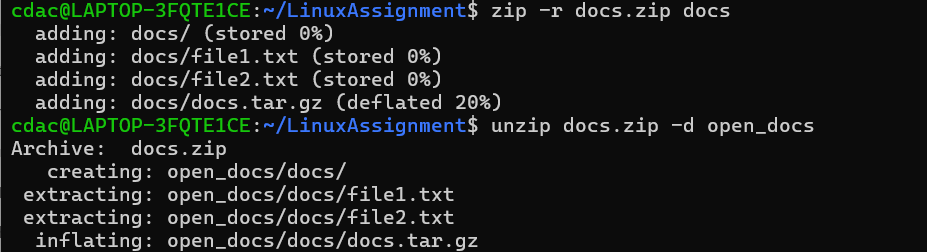 cdac@LAPTOP-3FQTE1CE:~/LinuxAssignment$ zip -r docs.zip docs
  adding: docs/ (stored 0%)
  adding: docs/file1.txt (stored 0%)
  adding: docs/file2.txt (stored 0%)
  adding: docs/docs.tar.gz (deflated 20%)
cdac@LAPTOP-3FQTE1CE:~/LinuxAssignment$ unzip docs.zip -d open_docs
Archive:  docs.zip
   creating: open_docs/docs/
 extracting: open_docs/docs/file1.txt
 extracting: open_docs/docs/file2.txt
  inflating: open_docs/docs/docs.tar.gz